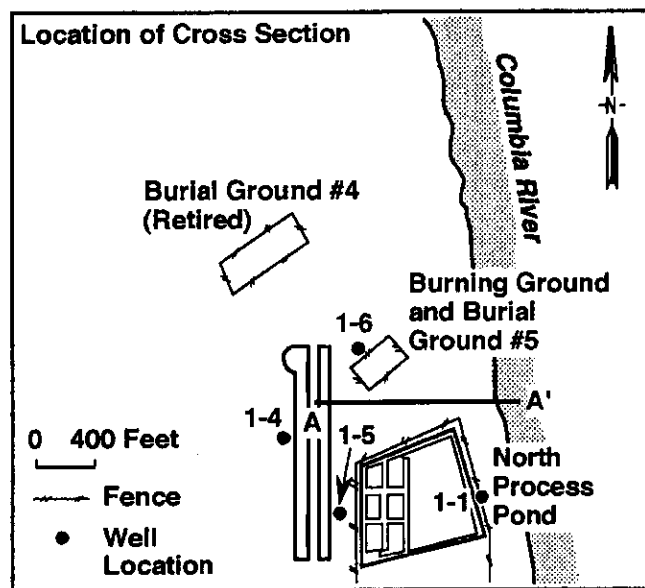 Location of Cross Section
-N-
Columbia River
Burial Ground #4
(Retired)
Burning Ground
and Burial
Ground #5
1-6
A
A'
1-4
1-5
0 400 Feet
Fence
Well
Location
1-1
North
Process
Pond